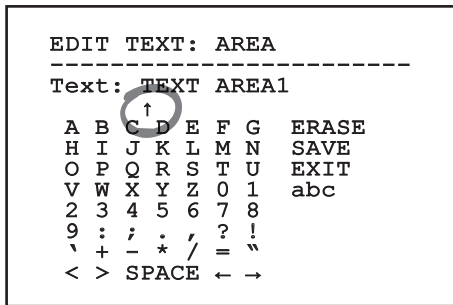 EDIT TEXT: AREA
-------------------------
Text: TEXT AREA1
↑
A B C D E F G ERASE
H I J K L M N SAVE
O P Q R S T U EXIT
V W X Y Z 0 1 abc
2 3 4 5 6 7 8
9 : ; . , ? !
‵ + - * / = ‶
< > SPACE ← →